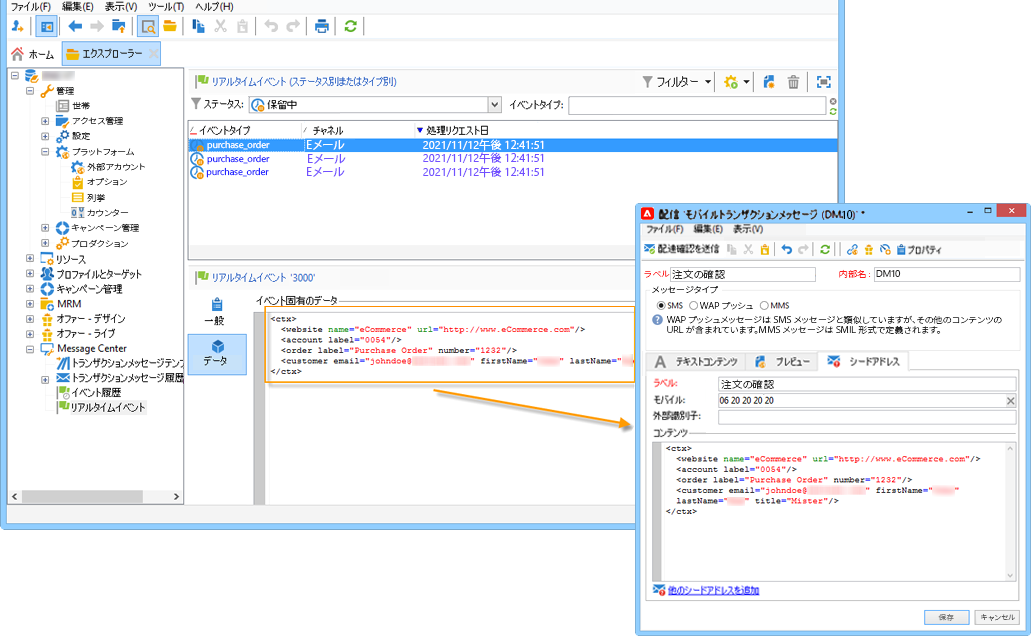 ファイル(F) 編集(E) 表示(V) ツール(T) ヘルプ(H)
ホーム エクスプローラー
管理
世帯
アクセス管理
設定
プラットフォーム
外部アカウント
オプション
列挙
カウンター
キャンペーン管理
プロダクション
リソース
プロファイルとターゲット
キャンペーン管理
MRM
オファー - デザイン
オファー - ライブ
Message Center
トランザクションメッセージテンプ
トランザクションメッセージ履歴
イベント履歴
リアルタイムイベント
リアルタイムイベント (ステータス別またはタイプ別)
フィルター
ステータス: 保留中 イベントタイプ:
イベントタイプ チャネル 処理リクエスト日
purchase_order Eメール 2021/11/12午後 12:41:51
purchase_order Eメール 2021/11/12午後 12:41:51
purchase_order Eメール 2021/11/12午後 12:41:51
リアルタイムイベント '3000'
一般
データ
イベント固有のデータ
<ctx>
<website name="eCommerce" url="http://www.eCommerce.com"/>
<account label="0054"/>
<order label="Purchase Order" number="1232"/>
<customer email="johndoe@ firstName=" " lastName="
</ctx>
配信 'モバイルトランザクションメッセージ (DM10)' *
ファイル(F) 編集(E) 表示(V)
配達確認を送信 プロパティ
ラベル 注文の確認 内部名: DM10
メッセージタイプ
SMS WAP プッシュ MMS
WAP プッシュメッセージは SMS メッセージと類似していますが、その他のコンテンツの
URL が含まれています。MMS メッセージは SMIL 形式で定義されます。
テキストコンテンツ プレビュー シードアドレス
ラベル: 注文の確認
モバイル: 06 20 20 20 20
外部識別子:
コンテンツ
<ctx>
<website name="eCommerce" url="http://www.eCommerce.com"/>
<account label="0054"/>
<order label="Purchase Order" number="1232"/>
<customer email="johndoe@ " firstName=" "
lastName=" " title="Mister"/>
</ctx>
他のシードアドレスを追加
保存 キャンセル